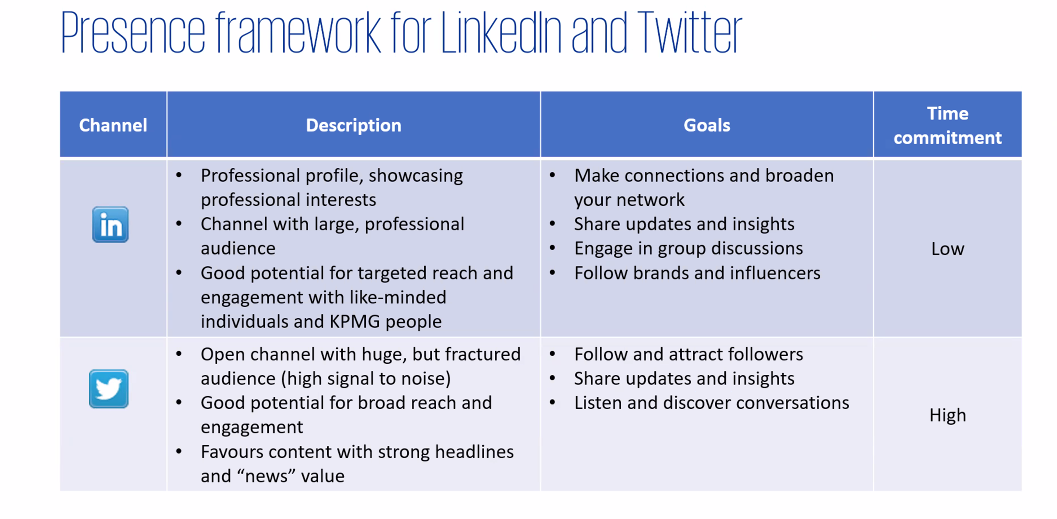 Presence framework for LinkedIn and Twitter
Channel
Description
Goals
Time
commitment
in
• Professional profile, showcasing
professional interests
• Channel with large, professional
audience
• Good potential for targeted reach and
engagement with like-minded
individuals and KPMG people
• Make connections and broaden
your network
• Share updates and insights
• Engage in group discussions
• Follow brands and influencers
Low
• Open channel with huge, but fractured
audience (high signal to noise)
• Good potential for broad reach and
engagement
• Favours content with strong headlines
and “news” value
• Follow and attract followers
• Share updates and insights
• Listen and discover conversations
High